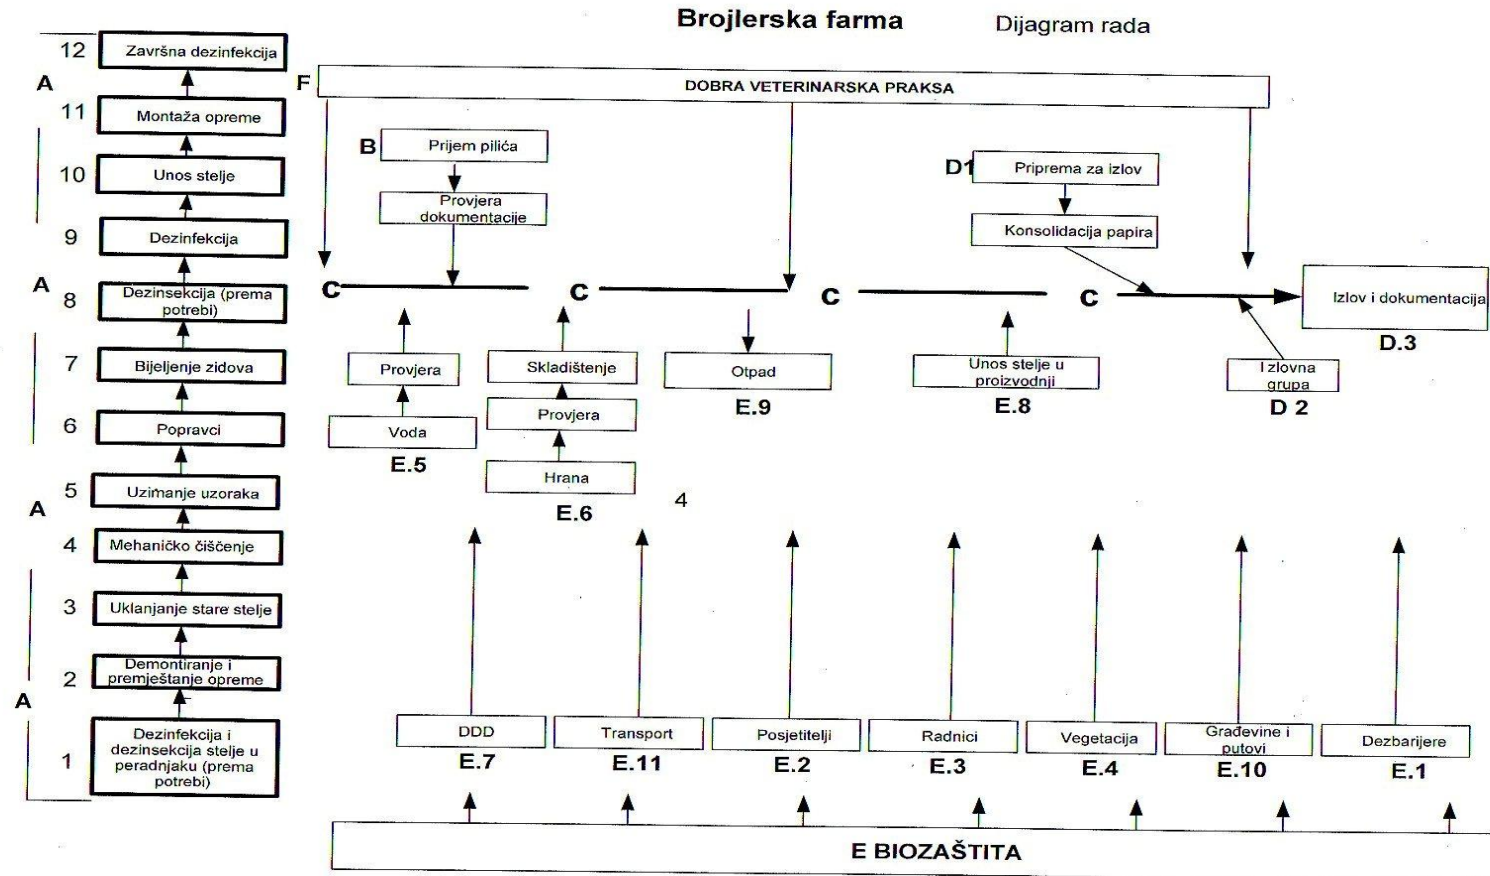 Brojlerska farma
Dijagram rada
12
Završna dezinfekcija
A
11
Montaža opreme
10
Unos stelje
9
Dezinfekcija
A
8
Dezinsekcija (prema
potrebi)
7
Bijeljenje zidova
6
Popravci
5
Uzimanje uzoraka
A
4
Mehaničko čišćenje
3
Uklanjanje stare stelje
2
Demontiranje i
premještanje opreme
A
1
Dezinfekcija i
dezinsekcija stelje u
peradnjaku (prema
potrebi)
F
DOBRA VETERINARSKA PRAKSA
B
Prijem pilića
Provjera
dokumentacije
D1
Priprema za izlov
Konsolidacija papira
C
C
C
C
Izlov i dokumentacija
D.3
Provjera
Voda
E.5
Skladištenje
Provjera
Hrana
E.6
Otpad
E.9
Unos stelje u
proizvodnji
E.8
Izlovna
grupa
D 2
4
DDD
E.7
Transport
E.11
Posjetitelji
E.2
Radnici
E.3
Vegetacija
E.4
Građevine i
putovi
E.10
Dezbarijere
E.1
E BIOZAŠTITA